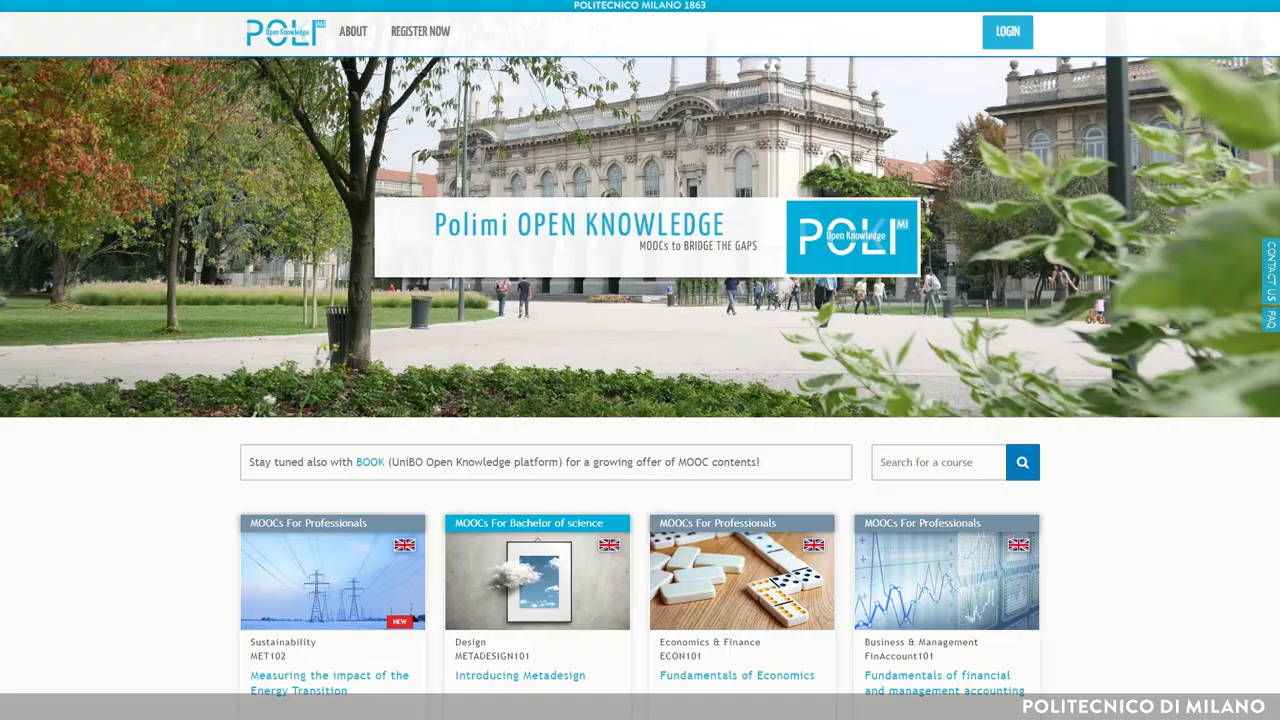 POLITECNICO MILANO 1863
POLI MI
Open Knowledge
ABOUT
REGISTER NOW
LOGIN
Polimi OPEN KNOWLEDGE
MOOCs to BRIDGE THE GAPS
POLI MI
Open Knowledge
CONTACT US
FAQ
Stay tuned also with BOOK (UniBO Open Knowledge platform) for a growing offer of MOOC contents!
Search for a course
MOOCs For Professionals
NEW
Sustainability
MET102
Measuring the impact of the
Energy Transition
MOOCs For Bachelor of science
Design
METADESIGN101
Introducing Metadesign
MOOCs For Professionals
Economics & Finance
ECON101
Fundamentals of Economics
MOOCs For Professionals
Business & Management
FinAccount101
Fundamentals of financial
and management accounting
POLITECNICO DI MILANO